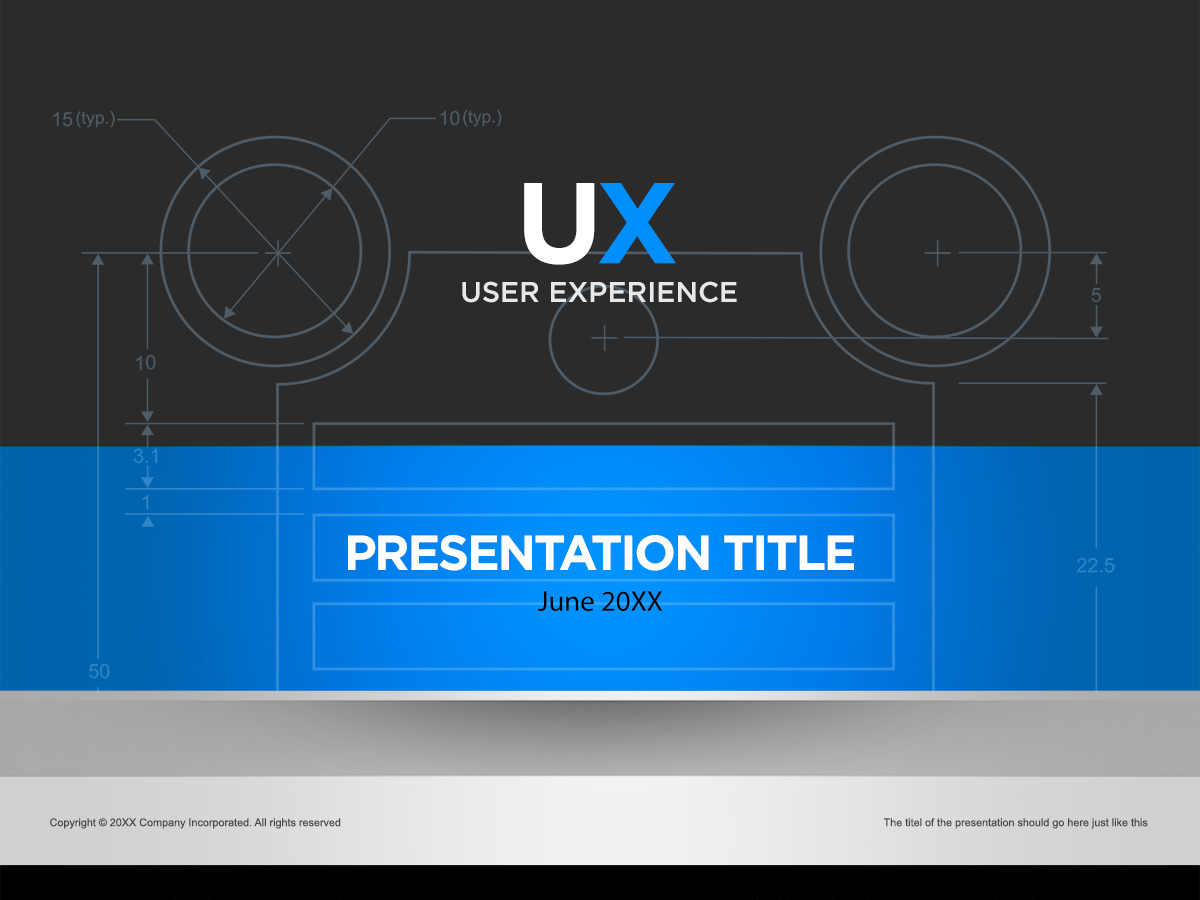 15 (typ.)
10 (typ.)
UX
USER EXPERIENCE
5
10
3.1
1
PRESENTATION TITLE
22.5
June 20XX
50
Copyright © 20XX Company Incorporated. All rights reserved
The titel of the presentation should go here just like this